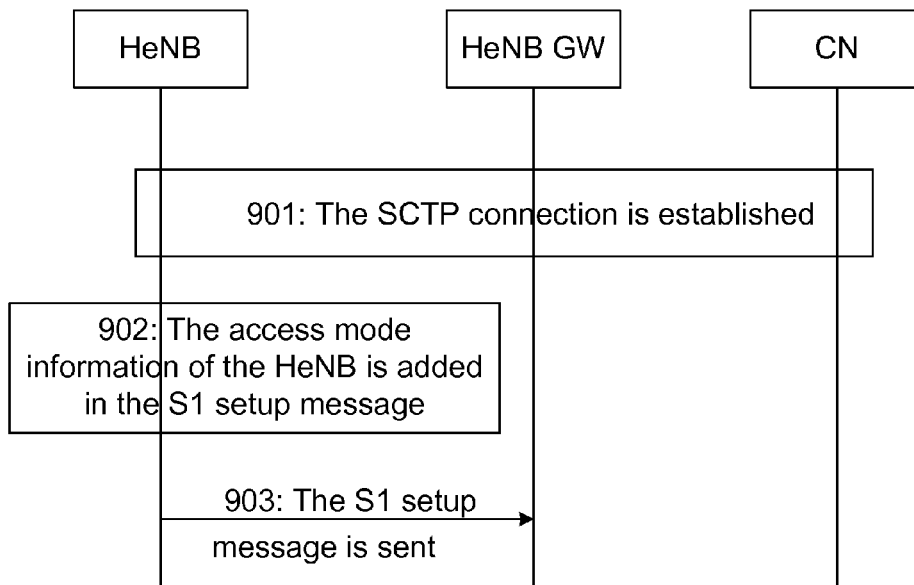 HeNB
HeNB GW
CN
901: The SCTP connection is established
902: The access mode
information of the HeNB is added
in the S1 setup message
903: The S1 setup
message is sent